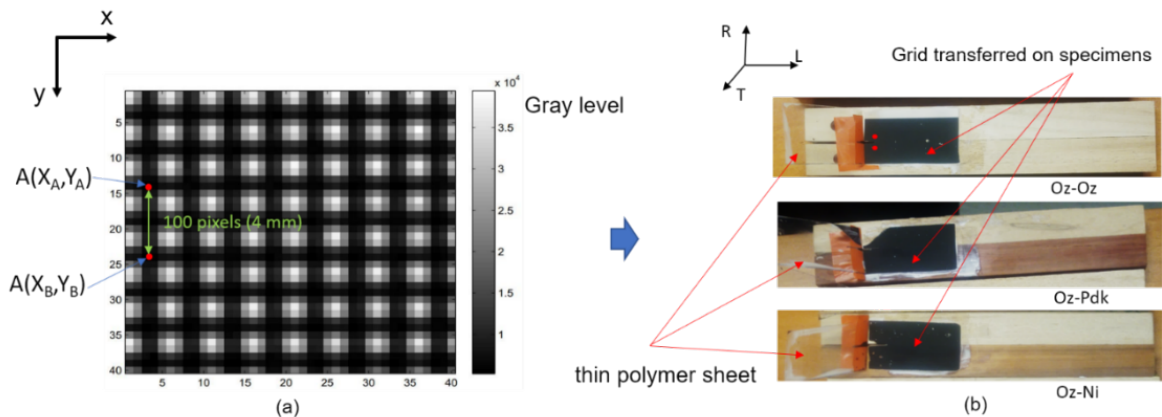 x
y
x 10⁴
Gray level
3.5
3
2.5
2
1.5
1
5
10
15
20
25
30
35
40
A(X_A,Y_A)
100 pixels (4 mm)
A(X_B,Y_B)
5 10 15 20 25 30 35 40
(a)
R
L
T
Grid transferred on specimens
Oz-Oz
Oz-Pdk
thin polymer sheet
Oz-Ni
(b)